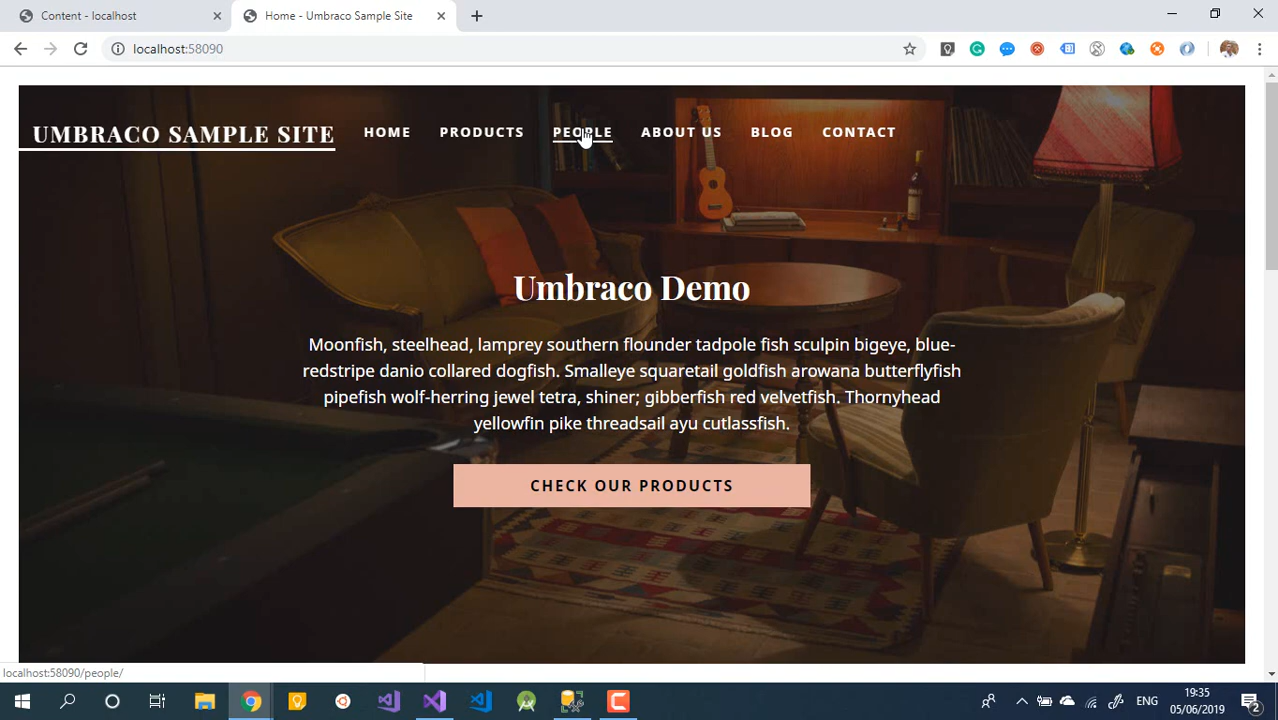 Content - localhost
Home - Umbraco Sample Site
localhost:58090
UMBRACO SAMPLE SITE HOME PRODUCTS PEOPLE ABOUT US BLOG CONTACT
Umbraco Demo
Moonfish, steelhead, lamprey southern flounder tadpole fish sculpin bigeye, blue-
redstripe danio collared dogfish. Smalleye squaretail goldfish arowana butterflyfish
pipefish wolf-herring jewel tetra, shiner; gibberfish red velvetfish. Thornyhead
yellowfin pike threadsail ayu cutlassfish.
CHECK OUR PRODUCTS
localhost:58090/people/
ENG
19:35
05/06/2019
2